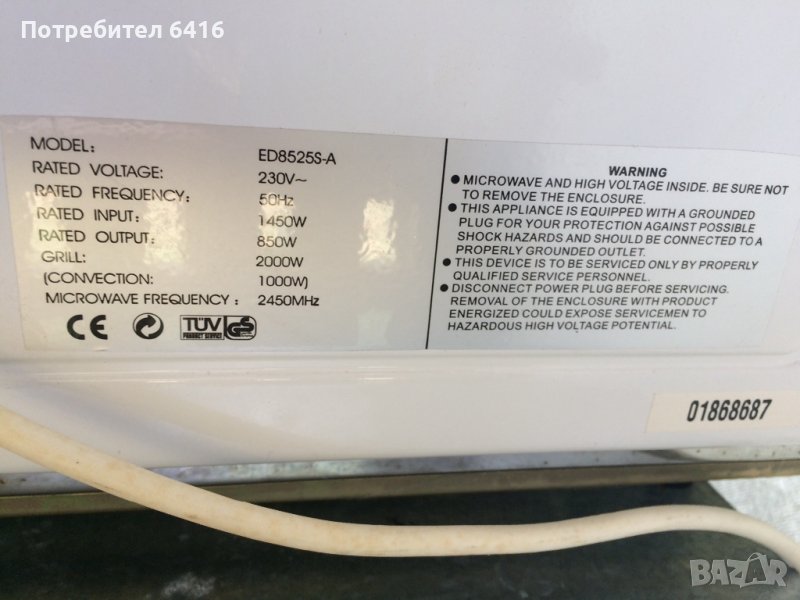 Потребител 6416
MODEL: ED8525S-A
RATED VOLTAGE: 230V~
RATED FREQUENCY: 50Hz
RATED INPUT: 1450W
RATED OUTPUT: 850W
GRILL: 2000W
(CONVECTION: 1000W)
MICROWAVE FREQUENCY : 2450MHz
CE TÜV GS
PRODUCT SERVICE
WARNING
● MICROWAVE AND HIGH VOLTAGE INSIDE. BE SURE NOT
TO REMOVE THE ENCLOSURE.
● THIS APPLIANCE IS EQUIPPED WITH A GROUNDED
PLUG FOR YOUR PROTECTION AGAINST POSSIBLE
SHOCK HAZARDS AND SHOULD BE CONNECTED TO A
PROPERLY GROUNDED OUTLET.
● THIS DEVICE IS TO BE SERVICED ONLY BY PROPERLY
QUALIFIED SERVICE PERSONNEL.
● DISCONNECT POWER PLUG BEFORE SERVICING.
REMOVAL OF THE ENCLOSURE WITH PRODUCT
ENERGIZED COULD EXPOSE SERVICEMEN TO
HAZARDOUS HIGH VOLTAGE POTENTIAL.
01868687
BAZAR